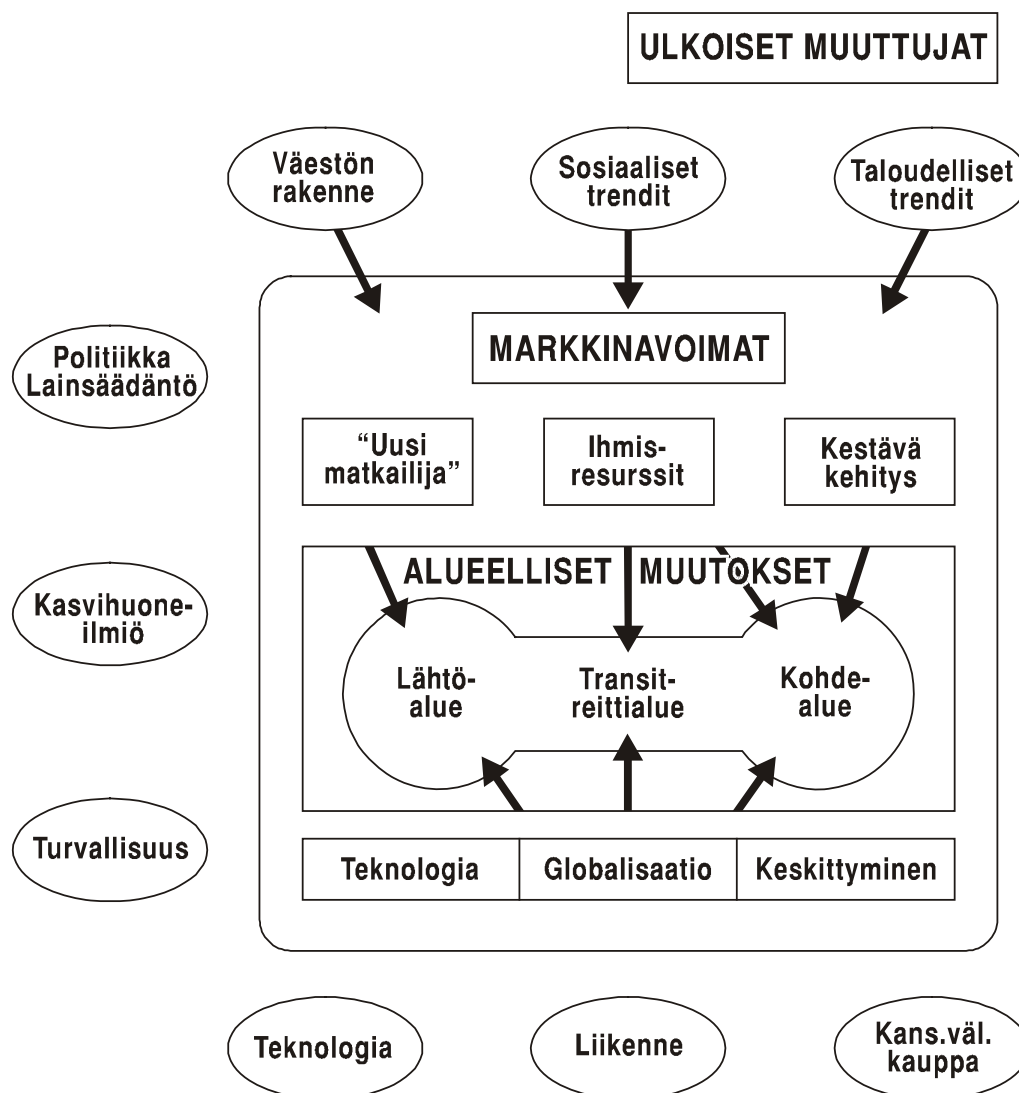 ULKOISET MUUTTUJAT
Väestön
rakenne
Sosiaaliset
trendit
Taloudelliset
trendit
Politiikka
Lainsäädäntö
MARKKINAVOIMAT
“Uusi
matkailija”
Ihmis-
resurssit
Kestävä
kehitys
ALUEELLISET MUUTOKSET
Kasvihuone-
ilmiö
Lähtö-
alue
Transit-
reittialue
Kohde-
alue
Turvallisuus
Teknologia
Globalisaatio
Keskittyminen
Teknologia
Liikenne
Kans.väl.
kauppa